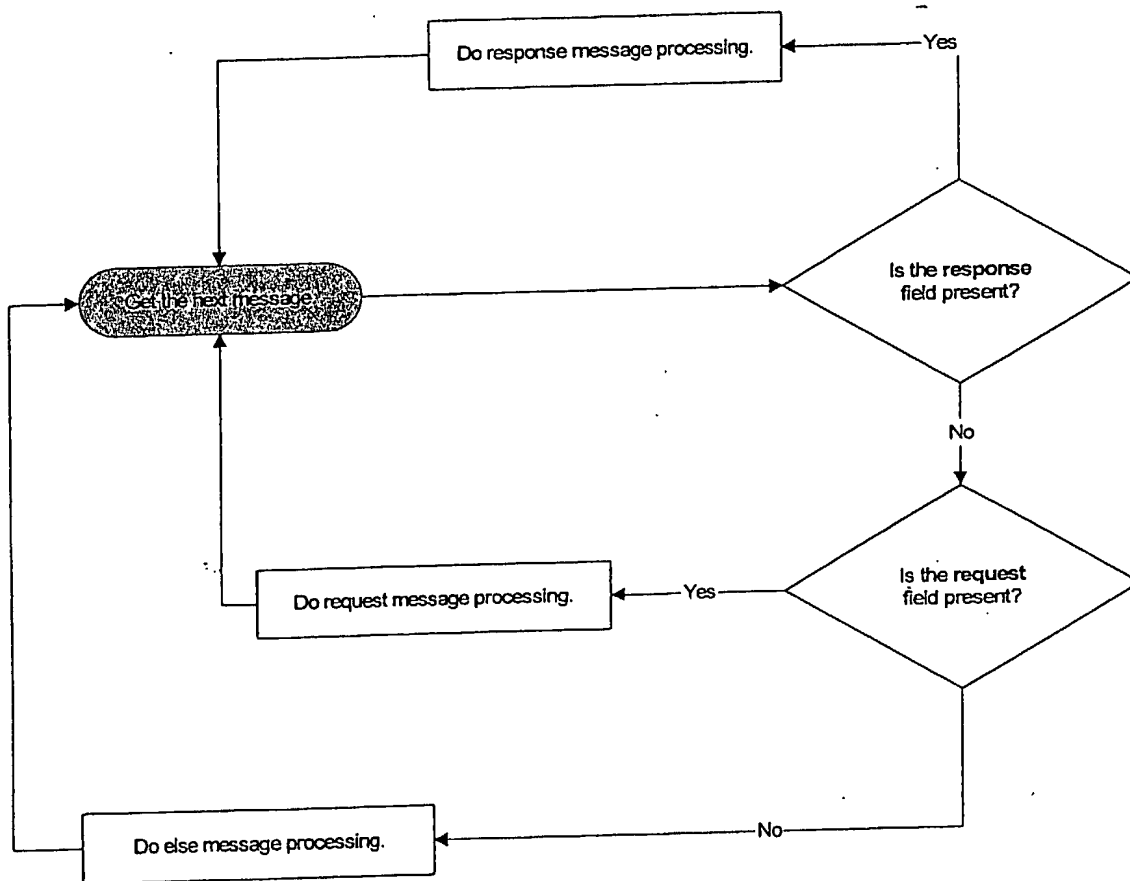 Do response message processing.
Yes
Get the next message.
Is the response
field present?
No
Is the request
field present?
Yes
Do request message processing.
No
Do else message processing.